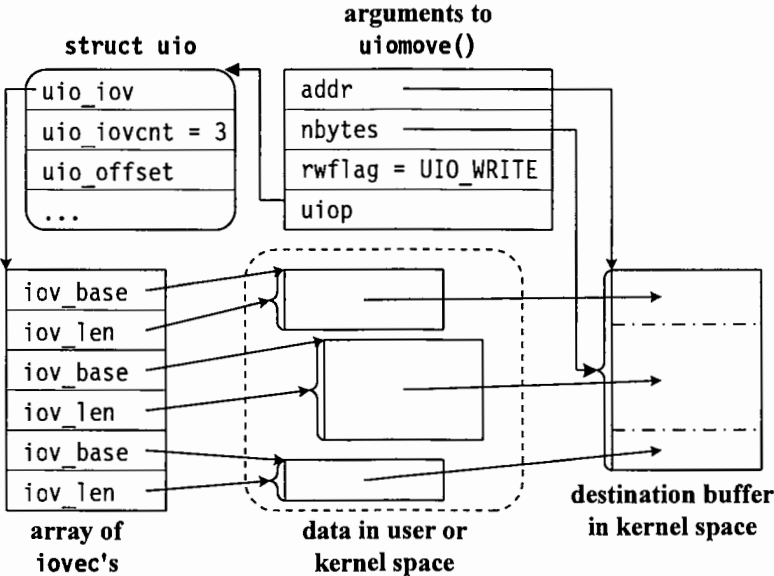 arguments to
uiomove()
struct uio
uio_iov
uio_iovcnt = 3
uio_offset
...
addr
nbytes
rwflag = UIO_WRITE
uiop
iov_base
iov_len
iov_base
iov_len
iov_base
iov_len
array of
iovec's
data in user or
kernel space
destination buffer
in kernel space